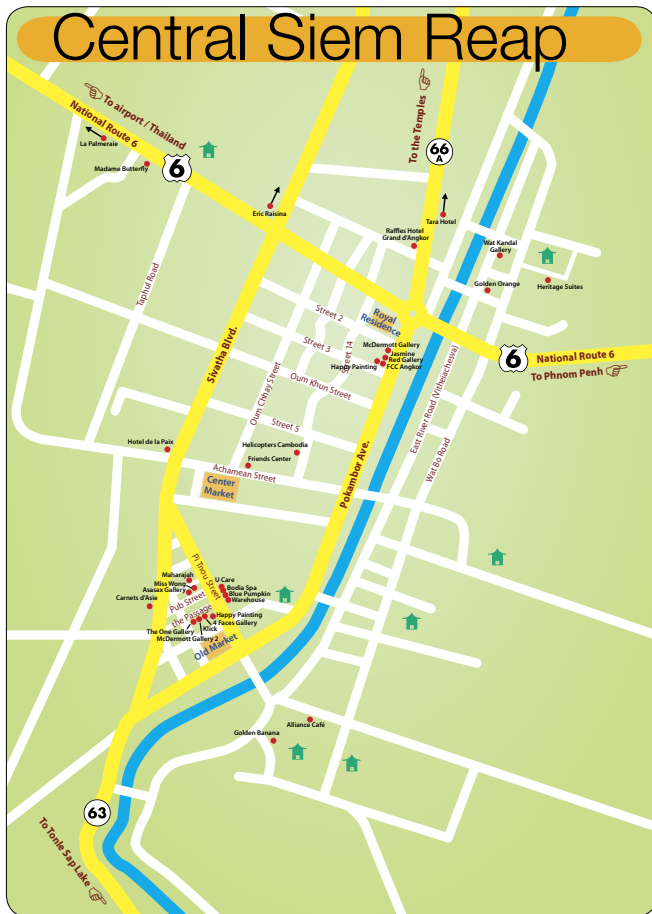 Central Siem Reap
To airport / Thailand
National Route 6
La Palmeraie
Madame Butterfly
6
To the Temples
66
A
Eric Raisina
Tara Hotel
Raffles Hotel
Grand d'Angkor
Wat Kandal
Gallery
Golden Orange
Heritage Suites
Taphul Road
Sivatha Blvd.
Street 2
Royal
Residence
Street 3
Street 14
McDermott Gallery
Jasmine
Red Gallery
Happy Painting
FCC Angkor
6
National Route 6
To Phnom Penh
Oum Khun Street
Oum Chhay Street
East River Road (Vithelachesva)
Wat Bo Road
Street 5
Hotel de la Paix
Helicopters Cambodia
Friends Center
Achamean Street
Center
Market
Pokambor Ave.
Pi Tnou Street
Maharajah
Miss Wong
Asasax Gallery
Carnets d'Asie
U Care
Bodia Spa
Blue Pumpkin
Warehouse
Pub Street
the Passage
Happy Painting
4 Faces Gallery
Klick
The One Gallery
McDermott Gallery 2
Old Market
Alliance Café
Golden Banana
63
To Tonle Sap Lake